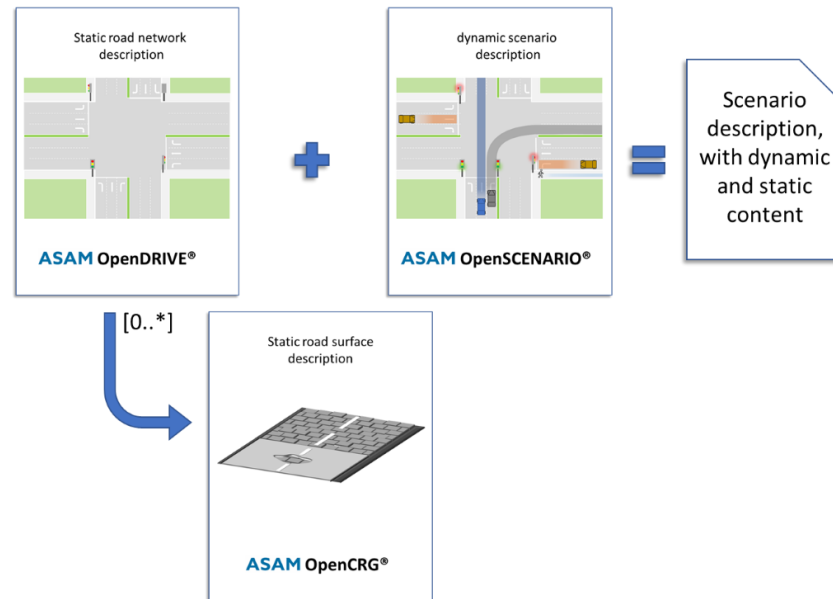 Static road network
description
ASAM OpenDRIVE®
dynamic scenario
description
ASAM OpenSCENARIO®
Scenario
description,
with dynamic
and static
content
[0..*]
Static road surface
description
ASAM OpenCRG®